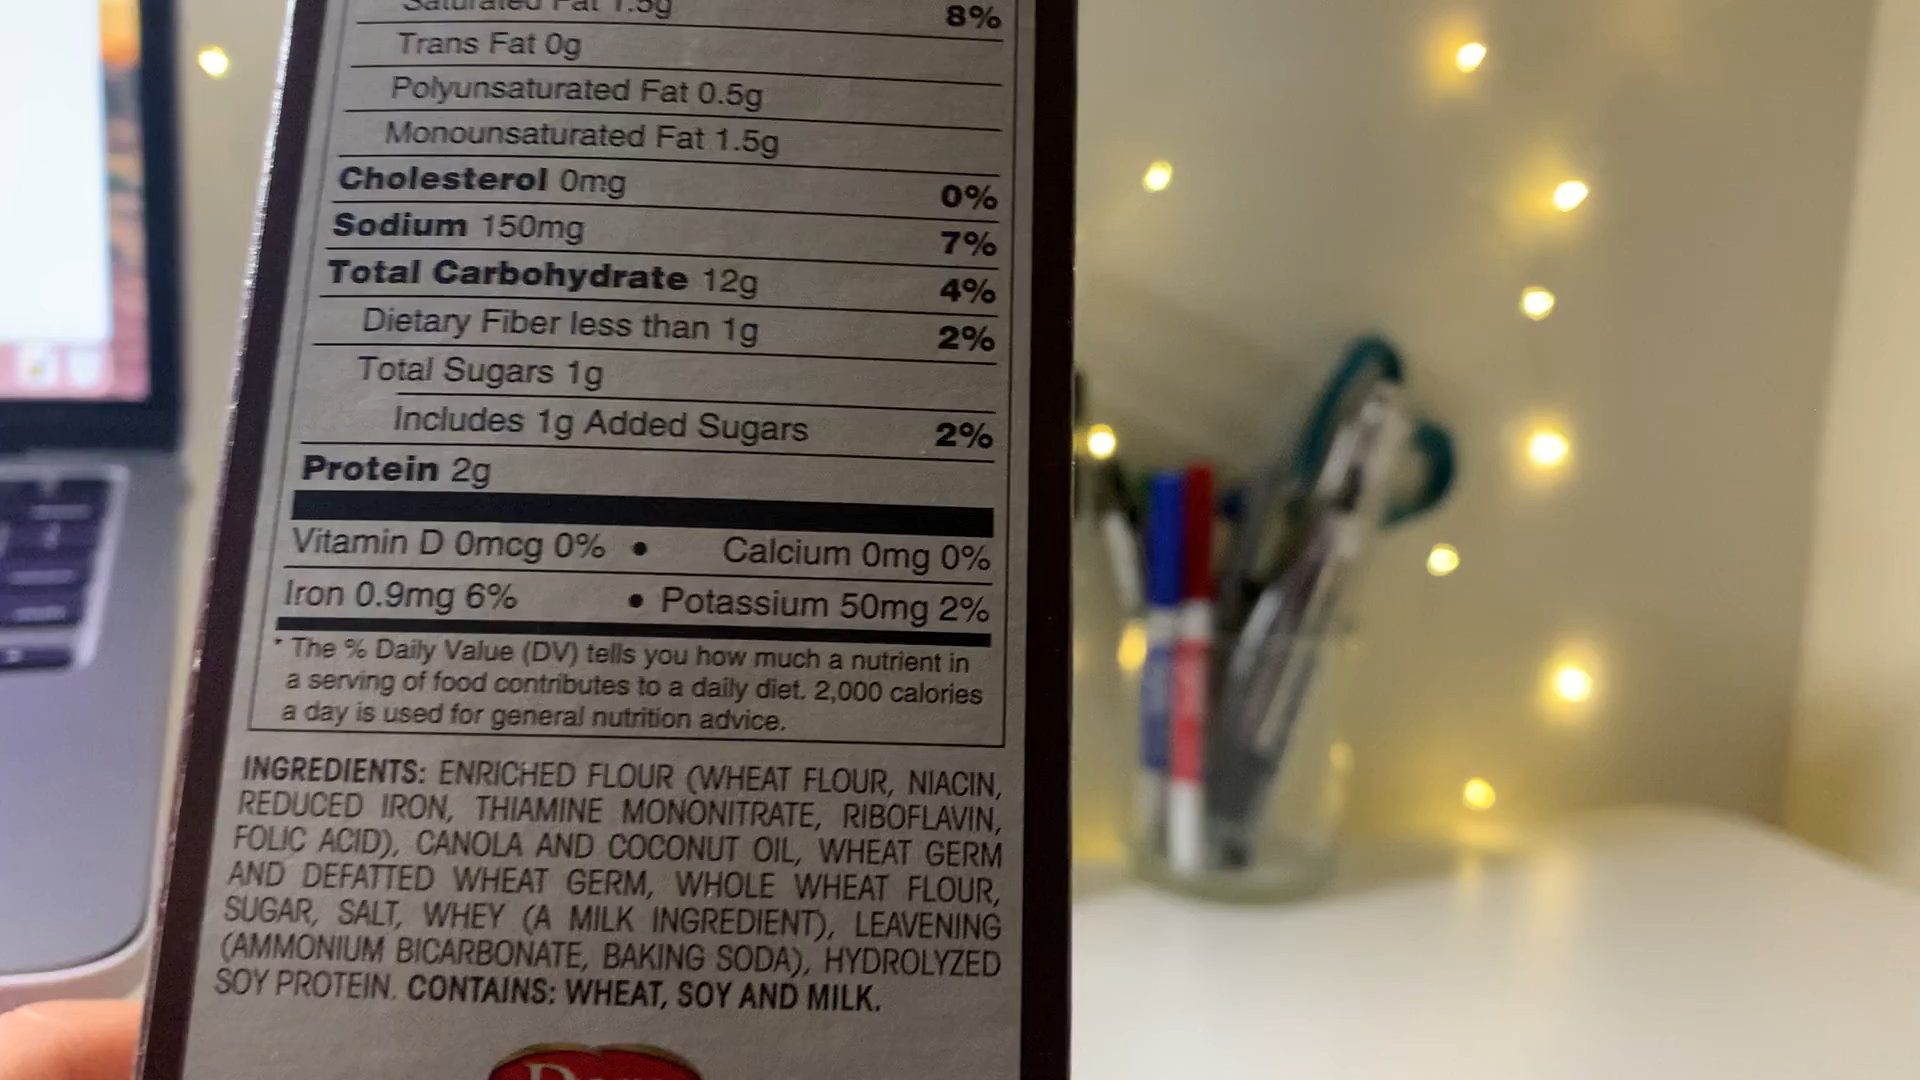 Saturated Fat 1.5g 8%
Trans Fat 0g
Polyunsaturated Fat 0.5g
Monounsaturated Fat 1.5g
Cholesterol 0mg 0%
Sodium 150mg 7%
Total Carbohydrate 12g 4%
Dietary Fiber less than 1g 2%
Total Sugars 1g
Includes 1g Added Sugars 2%
Protein 2g
Vitamin D 0mcg 0% • Calcium 0mg 0%
Iron 0.9mg 6% • Potassium 50mg 2%
* The % Daily Value (DV) tells you how much a nutrient in
a serving of food contributes to a daily diet. 2,000 calories
a day is used for general nutrition advice.
INGREDIENTS: ENRICHED FLOUR (WHEAT FLOUR, NIACIN,
REDUCED IRON, THIAMINE MONONITRATE, RIBOFLAVIN,
FOLIC ACID), CANOLA AND COCONUT OIL, WHEAT GERM
AND DEFATTED WHEAT GERM, WHOLE WHEAT FLOUR,
SUGAR, SALT, WHEY (A MILK INGREDIENT), LEAVENING
(AMMONIUM BICARBONATE, BAKING SODA), HYDROLYZED
SOY PROTEIN. CONTAINS: WHEAT, SOY AND MILK.